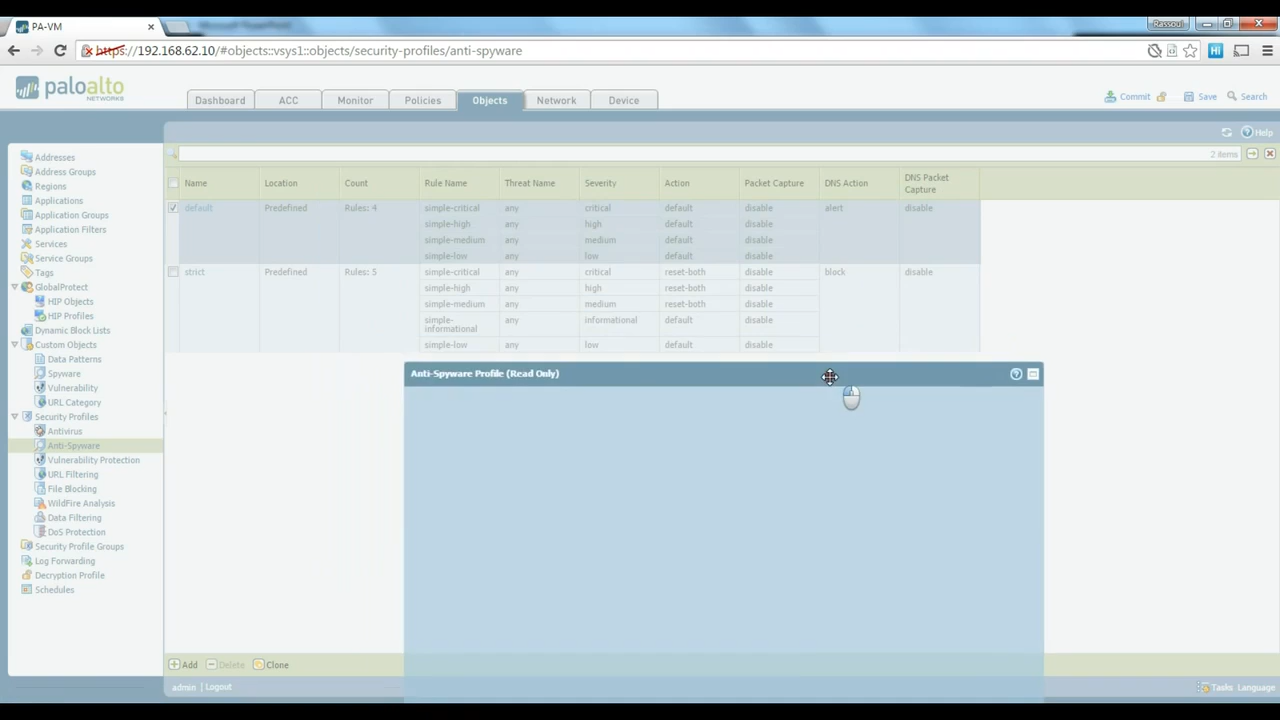 PA-VM
Microsoft PowerPoint
Rassoul
https://192.168.62.10/#objects::vsys1::objects/security-profiles/anti-spyware
Hi
paloalto
NETWORKS
Dashboard ACC Monitor Policies Objects Network Device
Commit Save Search
Help
2 items
Name Location Count Rule Name Threat Name Severity Action Packet Capture DNS Action DNS Packet
Capture
default Predefined Rules: 4 simple-critical any critical default disable alert disable
simple-high any high default disable
simple-medium any medium default disable
simple-low any low default disable
strict Predefined Rules: 5 simple-critical any critical reset-both disable block disable
simple-high any high reset-both disable
simple-medium any medium reset-both disable
simple-
informational any informational default disable
simple-low any low default disable
Addresses
Address Groups
Regions
Applications
Application Groups
Application Filters
Services
Service Groups
Tags
GlobalProtect
HIP Objects
HIP Profiles
Dynamic Block Lists
Custom Objects
Data Patterns
Spyware
Vulnerability
URL Category
Security Profiles
Antivirus
Anti-Spyware
Vulnerability Protection
URL Filtering
File Blocking
WildFire Analysis
Data Filtering
DoS Protection
Security Profile Groups
Log Forwarding
Decryption Profile
Schedules
Anti-Spyware Profile (Read Only)
Add Delete Clone
admin | Logout
Tasks Language